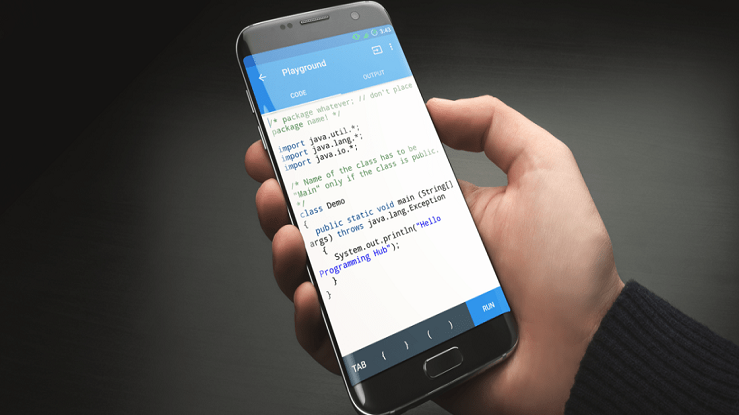 3:43
Playground
CODE
OUTPUT
/* package whatever; // don't place
package name! */
import java.util.*;
import java.lang.*;
import java.io.*;
/* Name of the class has to be
"Main" only if the class is public.
*/
class Demo
{
public static void main (String[]
args) throws java.lang.Exception
{
System.out.println("Hello
Programming Hub");
}
}
TAB { } ( ) RUN